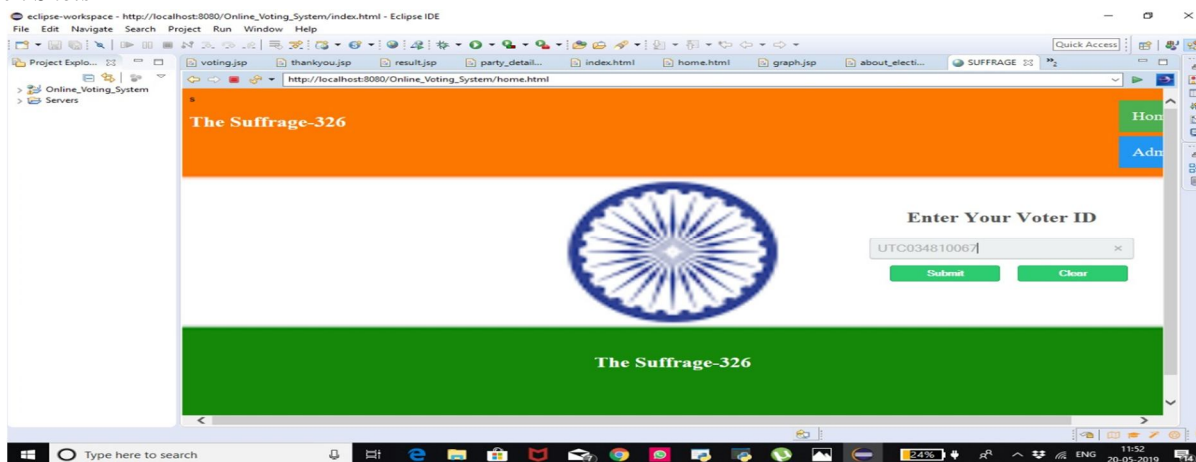 eclipse-workspace - http://localhost:8080/Online_Voting_System/index.html - Eclipse IDE
File Edit Navigate Search Project Run Window Help
Quick Access
Project Explo...
voting.jsp thankyou.jsp result.jsp party_detail... index.html home.html graph.jsp about_electi... SUFFRAGE "2
http://localhost:8080/Online_Voting_System/home.html
Online_Voting_System
Servers
s
The Suffrage-326
Hom
Adn
Enter Your Voter ID
UTC034810067
Submit Clear
The Suffrage-326
Type here to search
24%
ENG
11:52
20-05-2019
14